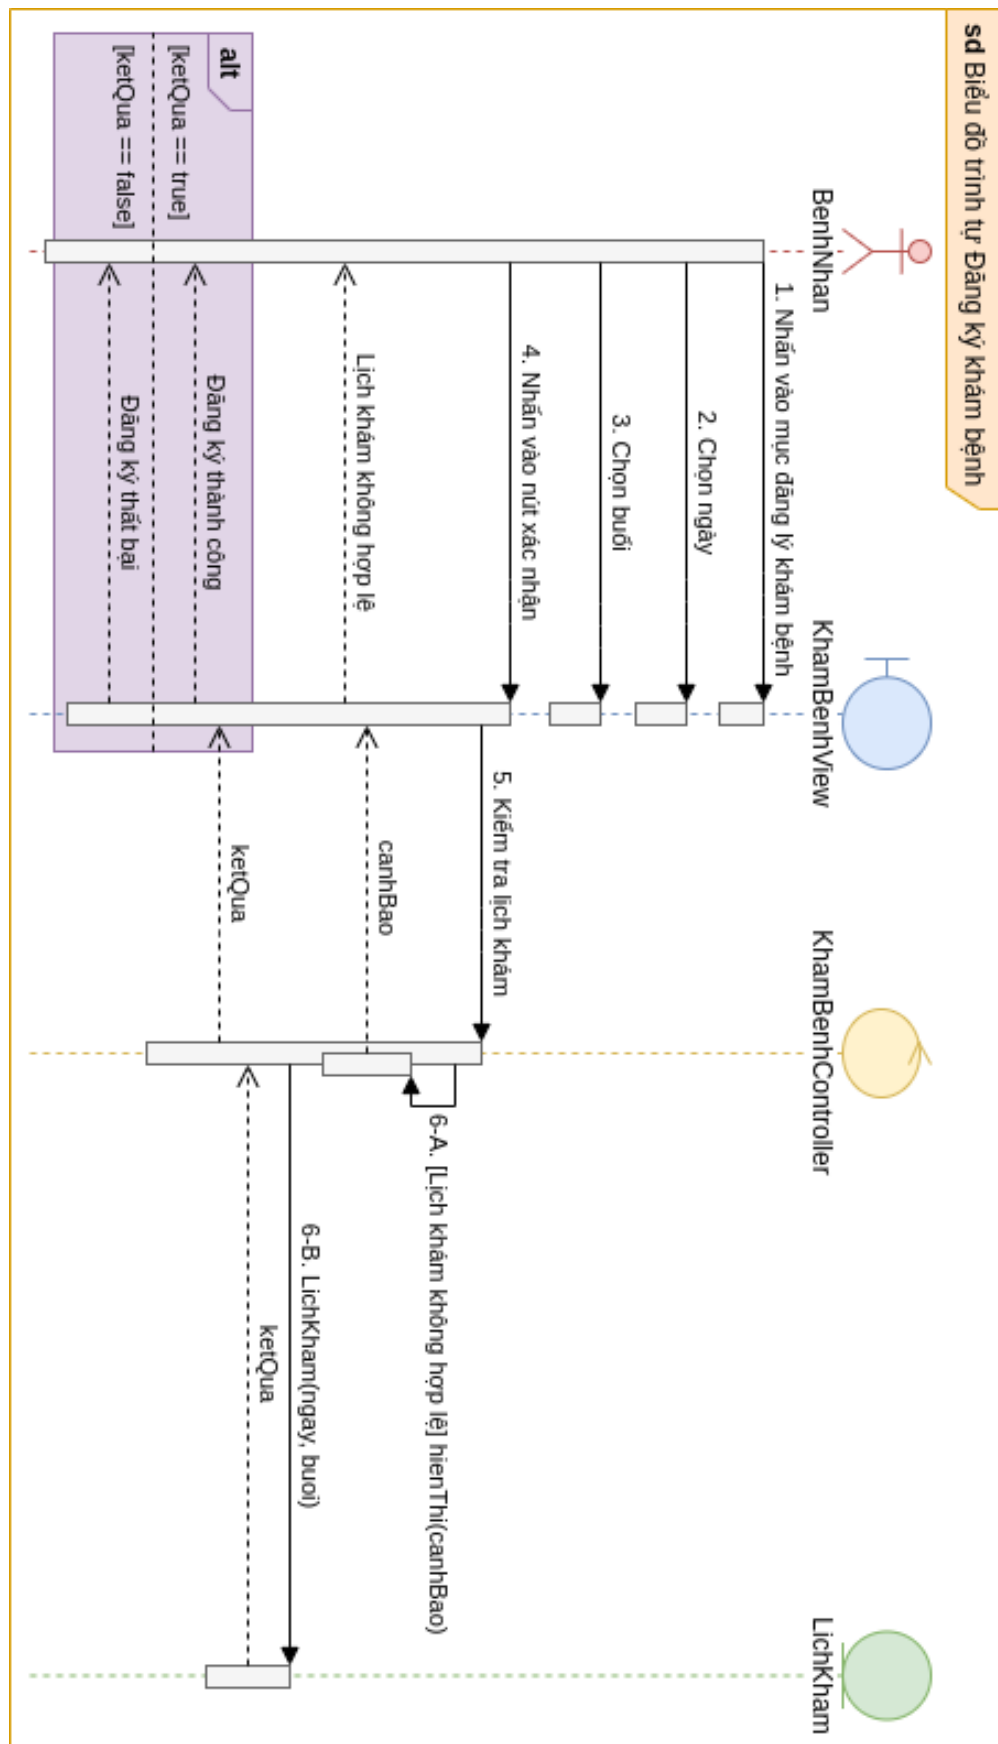 sd Biểu đồ trình tự Đăng ký khám bệnh
BenhNhan
KhamBenhView
KhamBenhController
LichKham
1. Nhấn vào mục đăng lý khám bệnh
2. Chọn ngày
3. Chọn buổi
4. Nhấn vào nút xác nhận
5. Kiểm tra lịch khám
6-A. [Lịch khám không hợp lệ] hienThi(canhBao)
canhBao
Lịch khám không hợp lệ
6-B. LichKham(ngay, buoi)
ketQua
ketQua
alt
[ketQua == true]
Đăng ký thành công
[ketQua == false]
Đăng ký thất bại